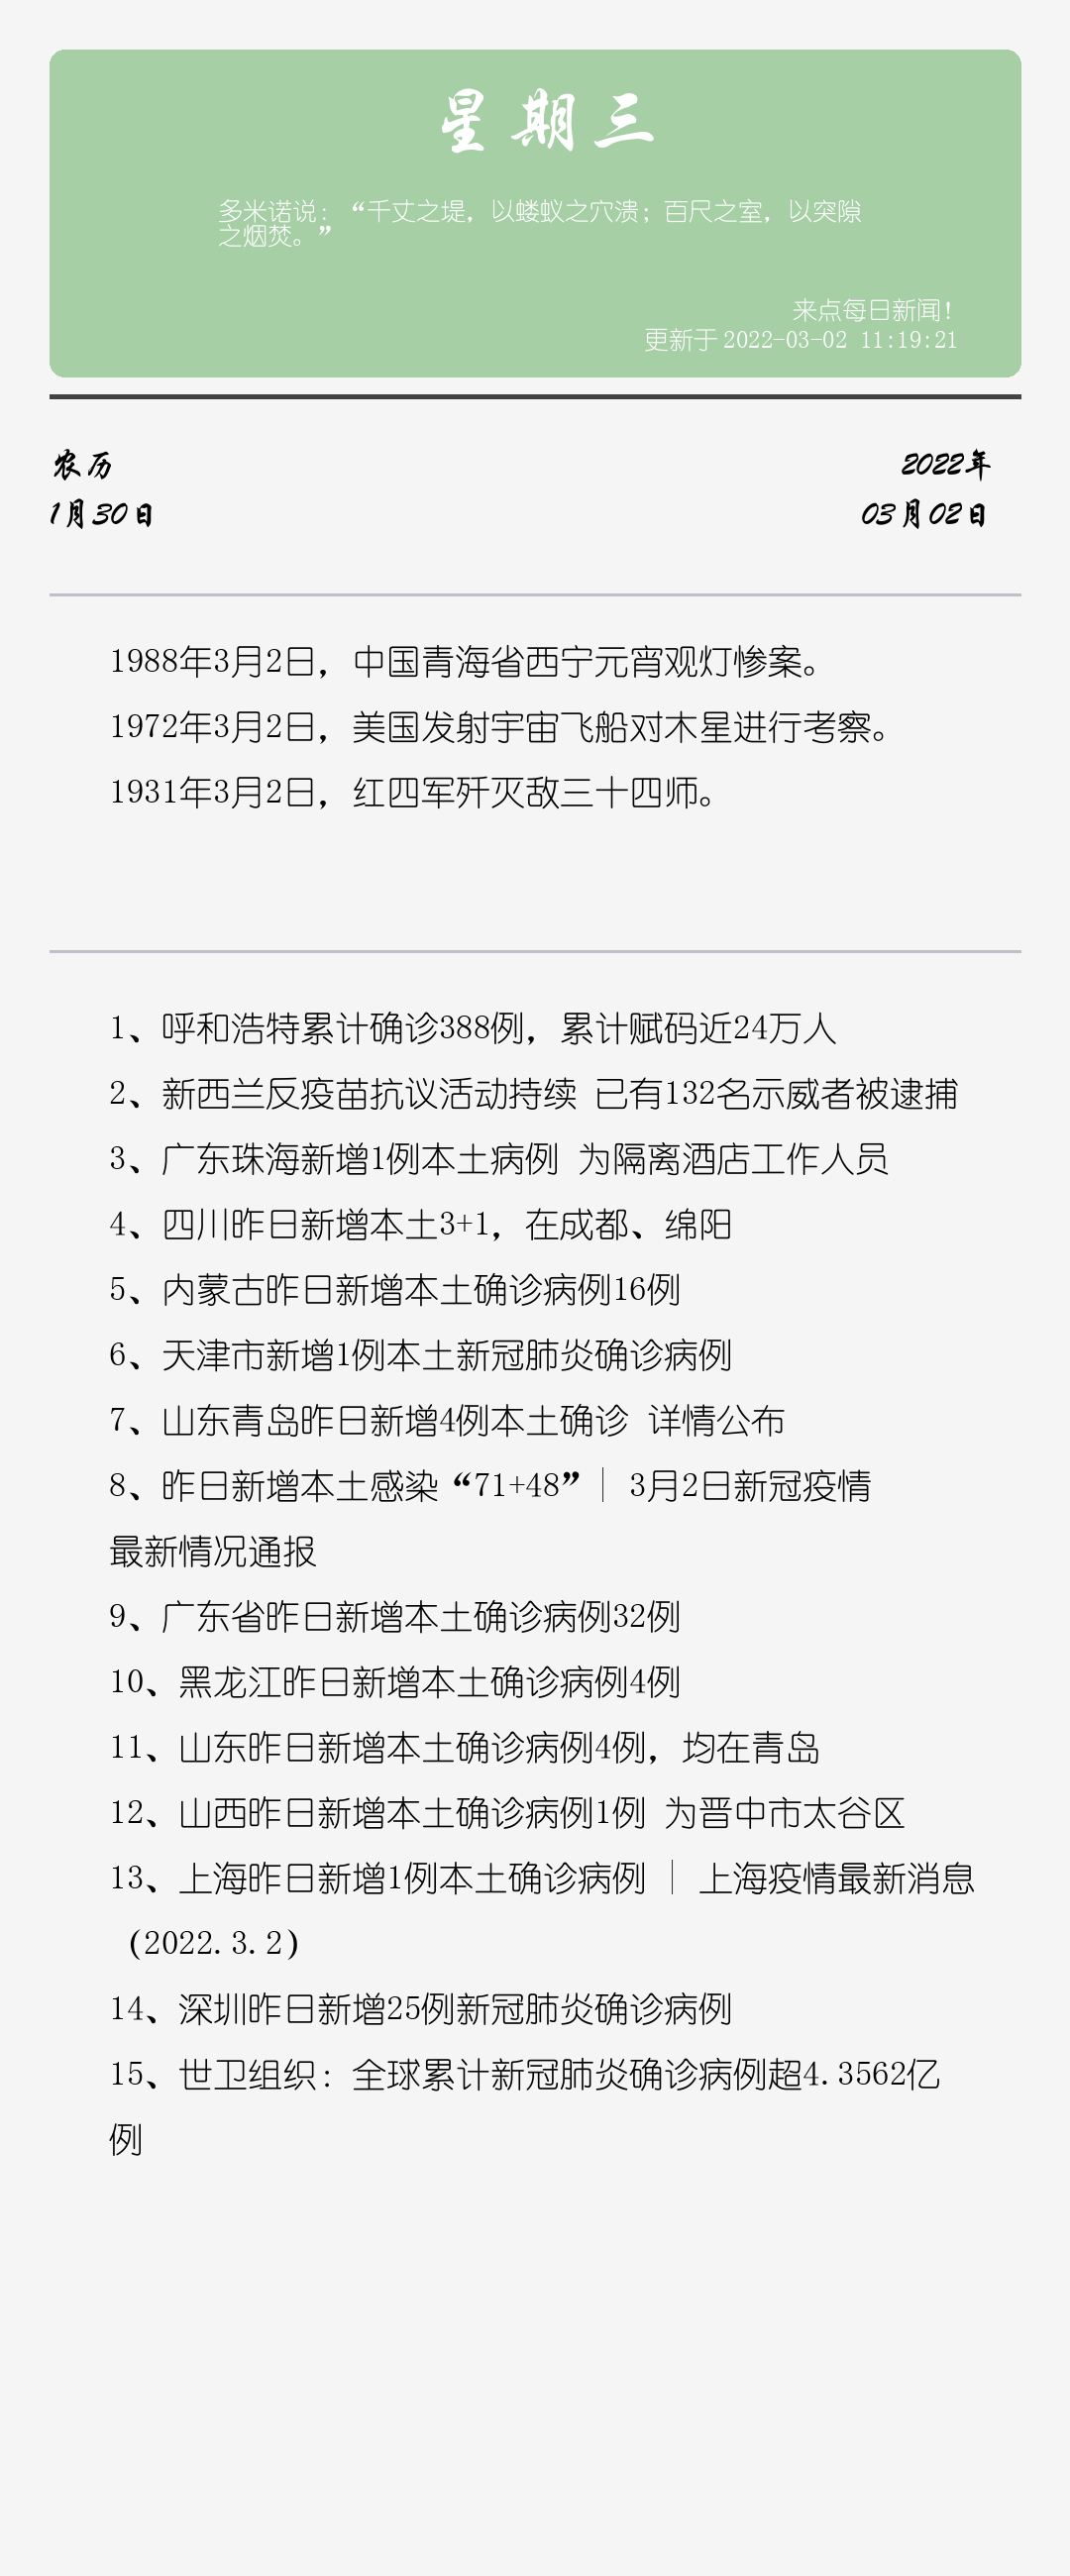 星期三
多米诺说：“千丈之堤，以蝼蚁之穴溃；百尺之室，以突隙
之烟焚。”
来点每日新闻！
更新于2022-03-02 11:19:21
农历
2022年
1月30日
03月02日
1988年3月2日，中国青海省西宁元宵观灯惨案。
1972年3月2日，美国发射宇宙飞船对木星进行考察。
1931年3月2日，红四军歼灭敌三十四师。
1、呼和浩特累计确诊388例，累计赋码近24万人
2、新西兰反疫苗抗议活动持续 已有132名示威者被逮捕
3、广东珠海新增1例本土病例 为隔离酒店工作人员
4、四川昨日新增本土3+1，在成都、绵阳
5、内蒙古昨日新增本土确诊病例16例
6、天津市新增1例本土新冠肺炎确诊病例
7、山东青岛昨日新增4例本土确诊 详情公布
8、昨日新增本土感染“71+48”｜ 3月2日新冠疫情
最新情况通报
9、广东省昨日新增本土确诊病例32例
10、黑龙江昨日新增本土确诊病例4例
11、山东昨日新增本土确诊病例4例，均在青岛
12、山西昨日新增本土确诊病例1例 为晋中市太谷区
13、上海昨日新增1例本土确诊病例 ｜ 上海疫情最新消息
（2022.3.2）
14、深圳昨日新增25例新冠肺炎确诊病例
15、世卫组织：全球累计新冠肺炎确诊病例超4.3562亿
例